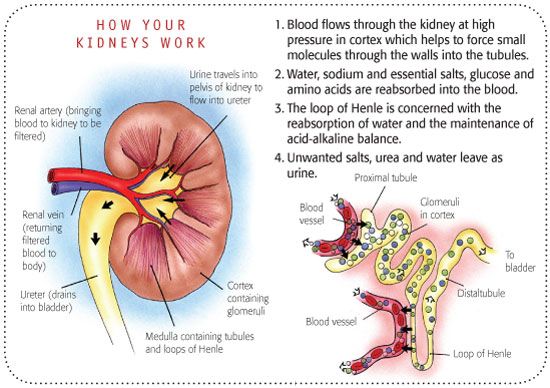 HOW YOUR
KIDNEYS WORK
Urine travels into
pelvis of kidney to
flow into ureter
Renal artery (bringing
blood to kidney to be
filtered)
Renal vein
(returning
filtered
blood to
body)
Ureter (drains
into bladder)
Cortex
containing
glomeruli
Medulla containing tubules
and loops of Henle
1. Blood flows through the kidney at high
pressure in cortex which helps to force small
molecules through the walls into the tubules.
2. Water, sodium and essential salts, glucose and
amino acids are reabsorbed into the blood.
3. The loop of Henle is concerned with the
reabsorption of water and the maintenance of
acid-alkaline balance.
4. Unwanted salts, urea and water leave as
urine.
Proximal tubule
Blood
vessel
Glomeruli
in cortex
To
bladder
Distaltubule
Blood vessel
Loop of Henle